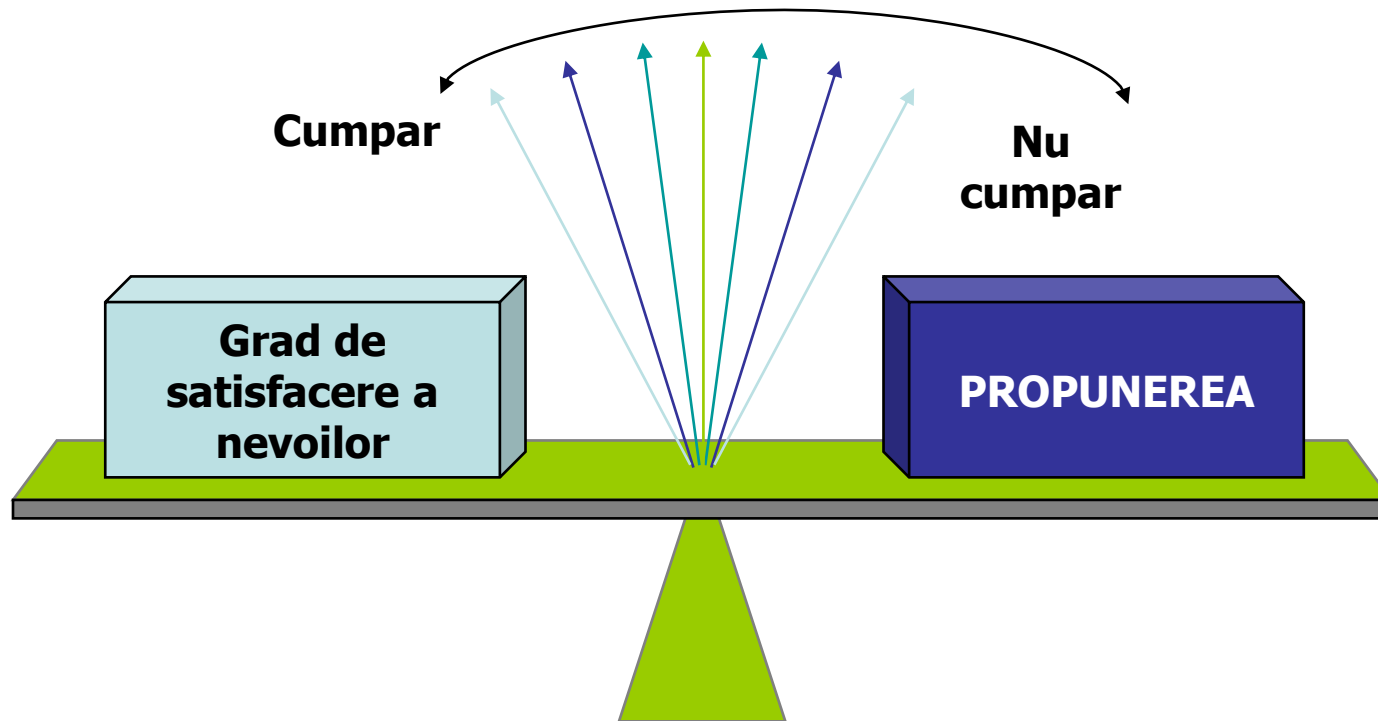 Cumpar
Nu
cumpar
Grad de
satisfacere a
nevoilor
PROPUNEREA